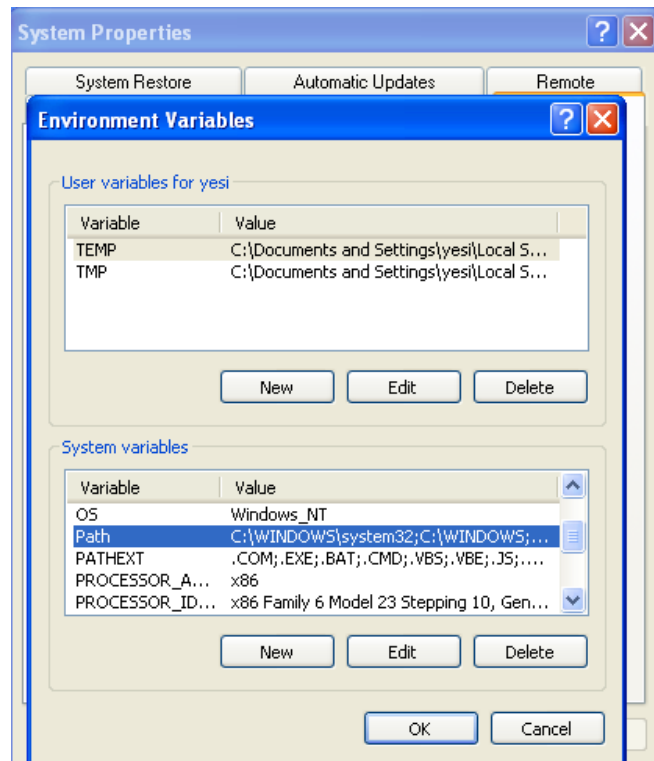 System Properties
System Restore Automatic Updates Remote
Environment Variables
User variables for yesi
Variable Value
TEMP C:\Documents and Settings\yesi\Local S...
TMP C:\Documents and Settings\yesi\Local S...
New Edit Delete
System variables
Variable Value
OS Windows_NT
Path C:\WINDOWS\system32;C:\WINDOWS;...
PATHEXT .COM;.EXE;.BAT;.CMD;.VBS;.VBE;.JS;....
PROCESSOR_A... x86
PROCESSOR_ID... x86 Family 6 Model 23 Stepping 10, Gen...
New Edit Delete
OK Cancel